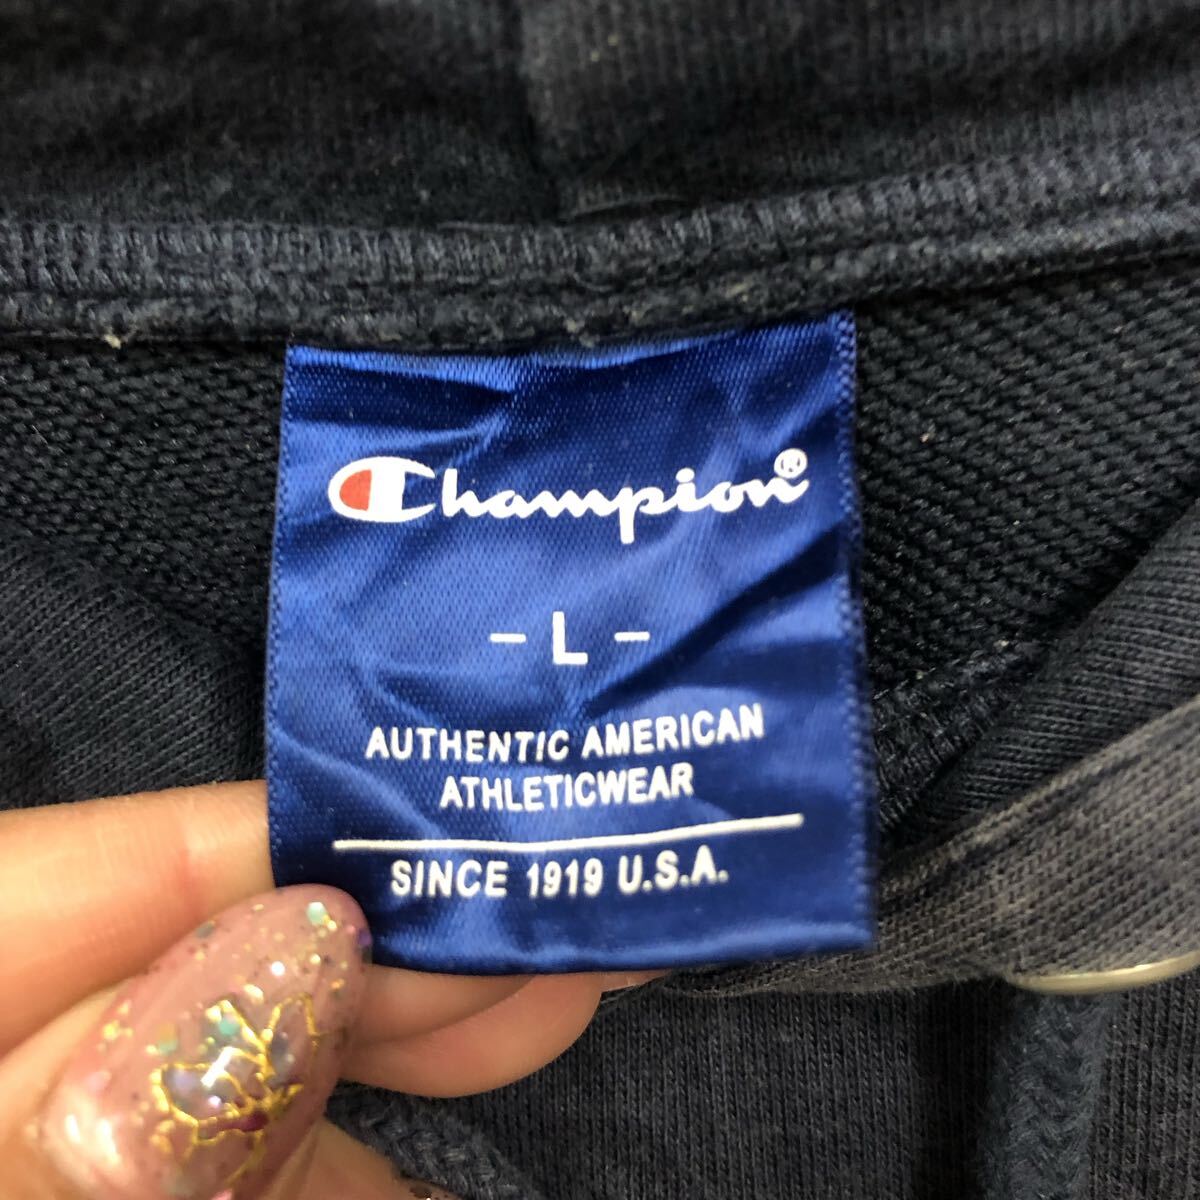 Champion®
- L -
AUTHENTIC AMERICAN
ATHLETICWEAR
SINCE 1919 U.S.A.